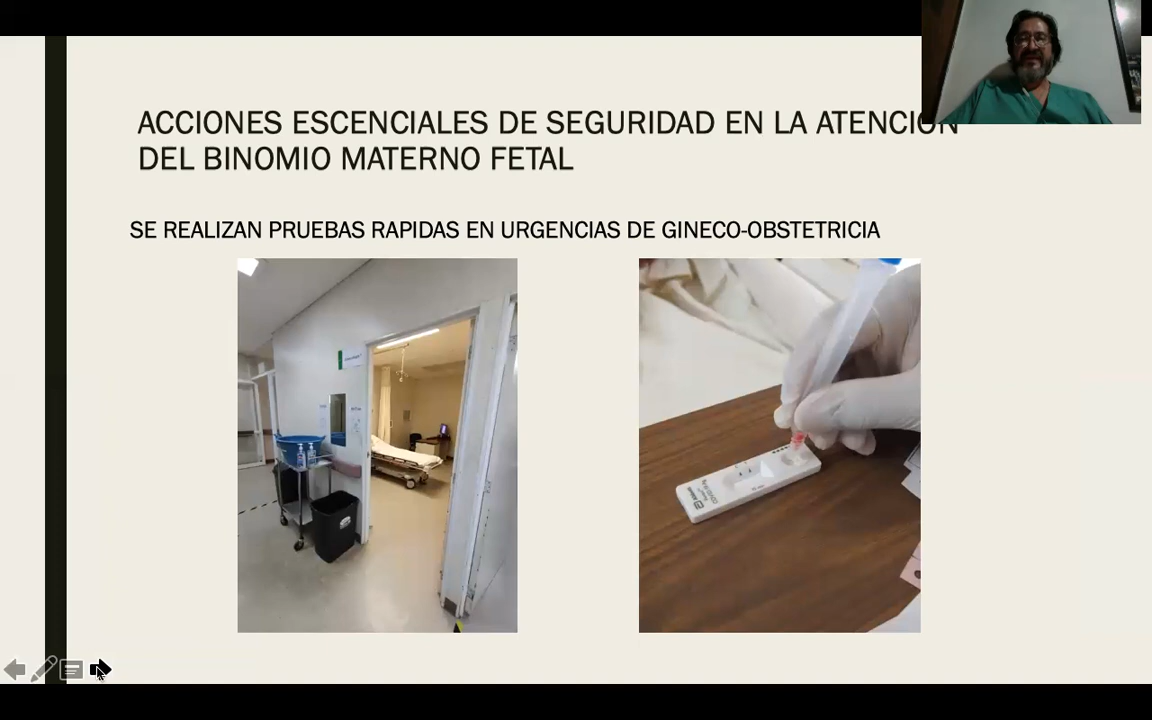 ACCIONES ESCENCIALES DE SEGURIDAD EN LA ATENCION
DEL BINOMIO MATERNO FETAL
SE REALIZAN PRUEBAS RAPIDAS EN URGENCIAS DE GINECO-OBSTETRICIA